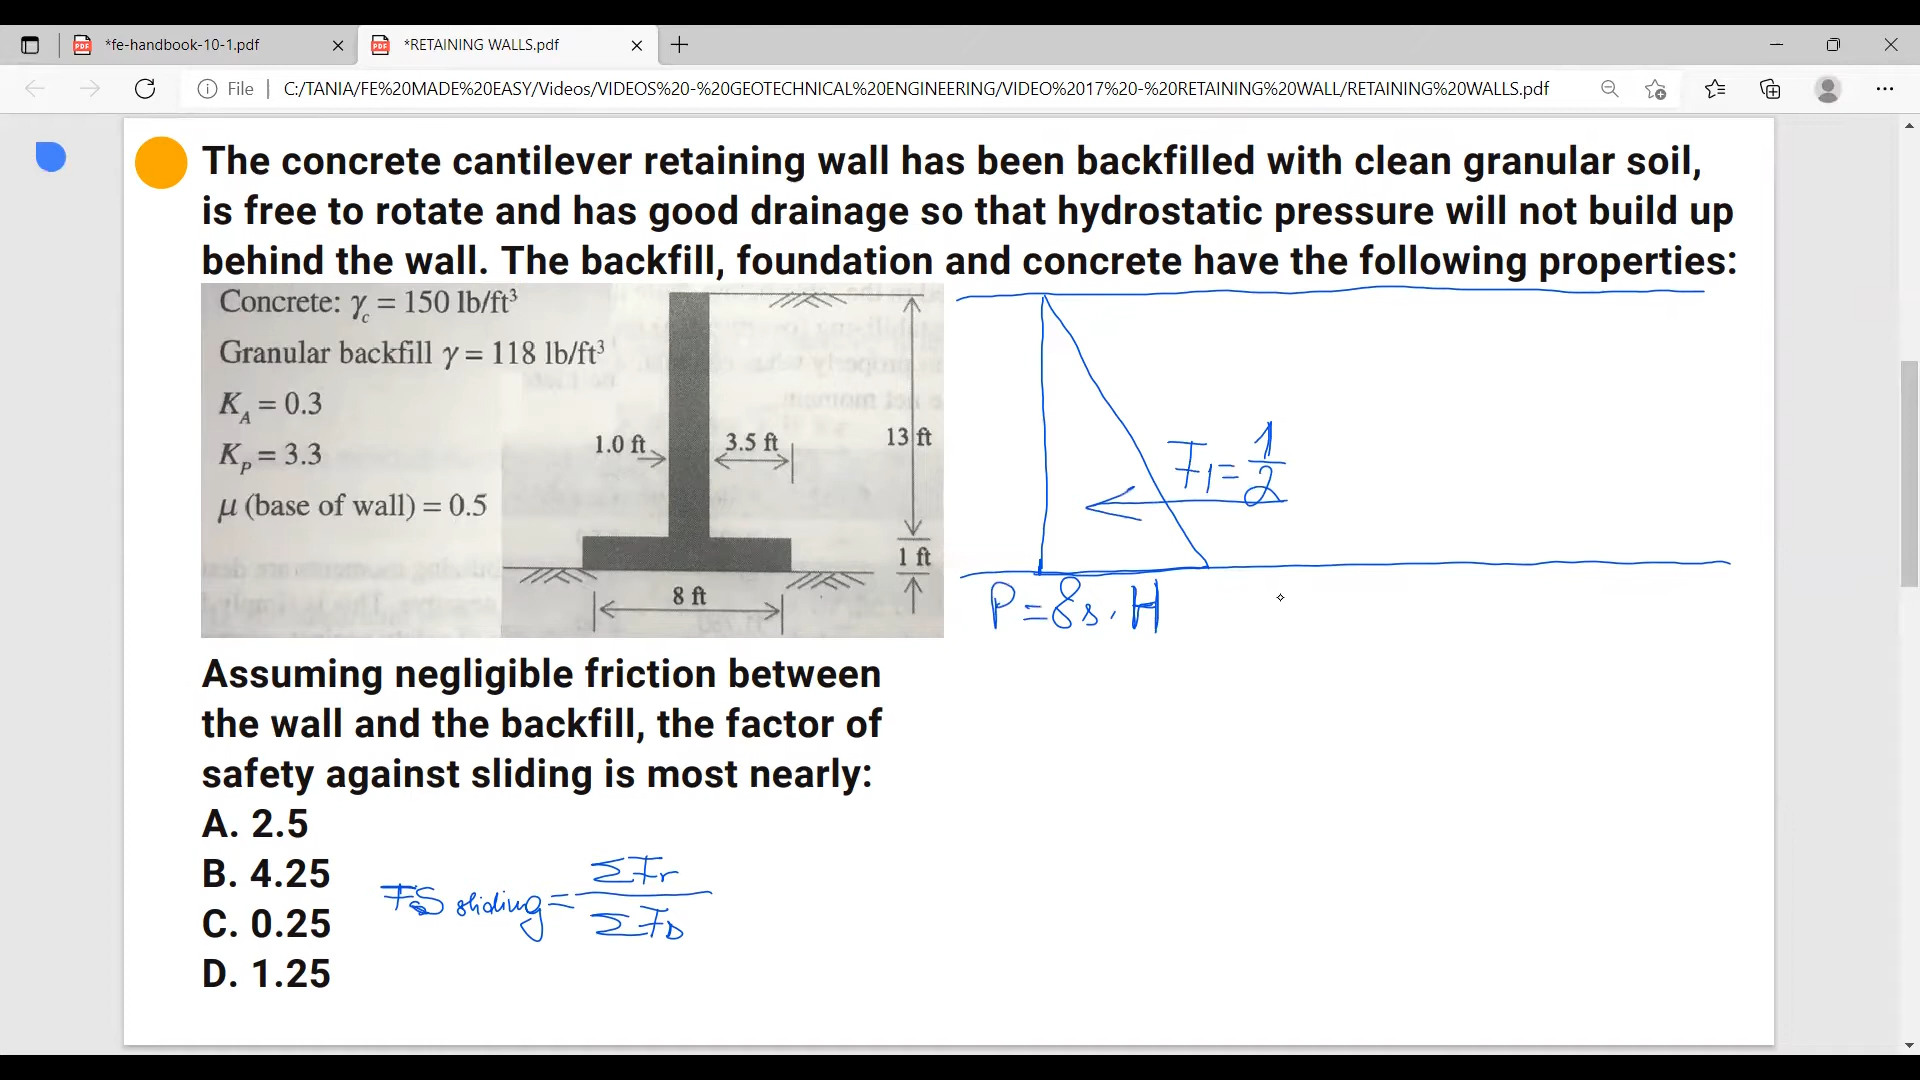 *fe-handbook-10-1.pdf
*RETAINING WALLS.pdf
File
C:/TANIA/FE%20MADE%20EASY/Videos/VIDEOS%20-%20GEOTECHNICAL%20ENGINEERING/VIDEO%2017%20-%20RETAINING%20WALL/RETAINING%20WALLS.pdf
The concrete cantilever retaining wall has been backfilled with clean granular soil,
is free to rotate and has good drainage so that hydrostatic pressure will not build up
behind the wall. The backfill, foundation and concrete have the following properties:
Concrete: γc = 150 lb/ft³
Granular backfill γ = 118 lb/ft³
KA = 0.3
KP = 3.3
μ (base of wall) = 0.5
1.0 ft
3.5 ft
13 ft
1 ft
8 ft
F1 = 1/2
P = γs . H
Assuming negligible friction between
the wall and the backfill, the factor of
safety against sliding is most nearly:
A. 2.5
B. 4.25
C. 0.25
D. 1.25
FS sliding = ΣFr / ΣFD